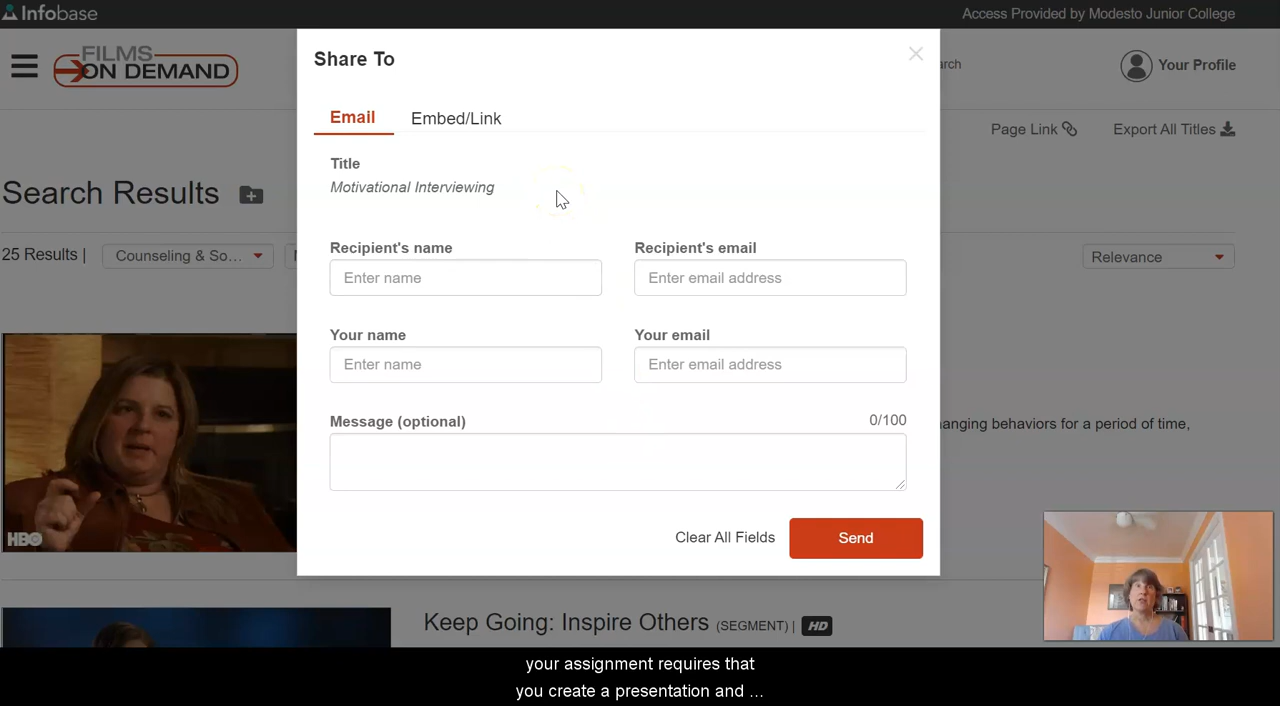 Infobase
Access Provided by Modesto Junior College
FILMS
ON DEMAND
Share To
arch
Your Profile
Email
Embed/Link
Page Link
Export All Titles
Title
Motivational Interviewing
Search Results
Recipient's name
Recipient's email
25 Results |
Counseling & So...
Relevance
Enter name
Enter email address
Your name
Your email
Enter name
Enter email address
Message (optional)
0/100
anging behaviors for a period of time,
HBO
Clear All Fields
Send
Keep Going: Inspire Others (SEGMENT) | HD
your assignment requires that
you create a presentation and ...